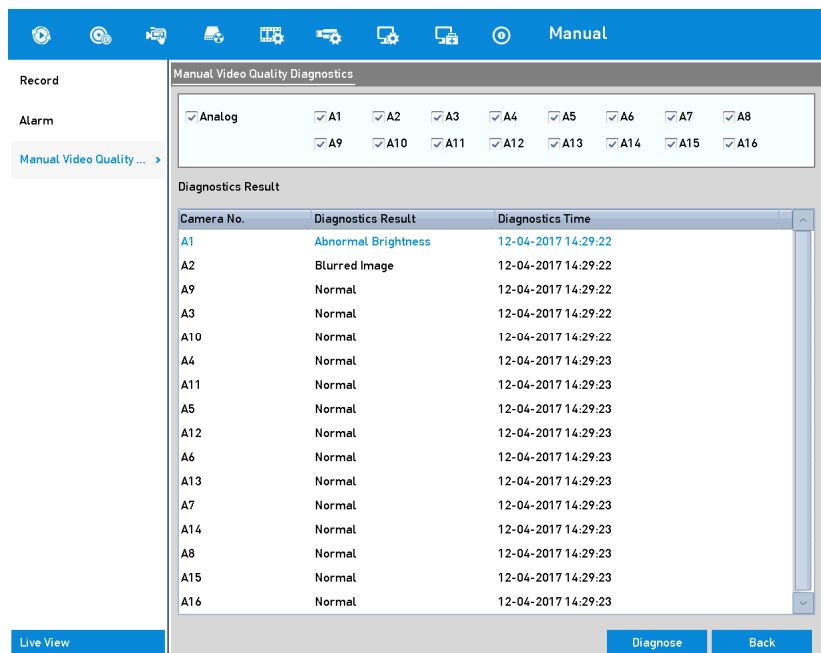 Manual
Record
Alarm
Manual Video Quality ... >
Live View
Manual Video Quality Diagnostics
Analog A1 A2 A3 A4 A5 A6 A7 A8
A9 A10 A11 A12 A13 A14 A15 A16
Diagnostics Result
Camera No. Diagnostics Result Diagnostics Time
A1 Abnormal Brightness 12-04-2017 14:29:22
A2 Blurred Image 12-04-2017 14:29:22
A9 Normal 12-04-2017 14:29:22
A3 Normal 12-04-2017 14:29:22
A10 Normal 12-04-2017 14:29:22
A4 Normal 12-04-2017 14:29:23
A11 Normal 12-04-2017 14:29:23
A5 Normal 12-04-2017 14:29:23
A12 Normal 12-04-2017 14:29:23
A6 Normal 12-04-2017 14:29:23
A13 Normal 12-04-2017 14:29:23
A7 Normal 12-04-2017 14:29:23
A14 Normal 12-04-2017 14:29:23
A8 Normal 12-04-2017 14:29:23
A15 Normal 12-04-2017 14:29:23
A16 Normal 12-04-2017 14:29:23
Diagnose Back